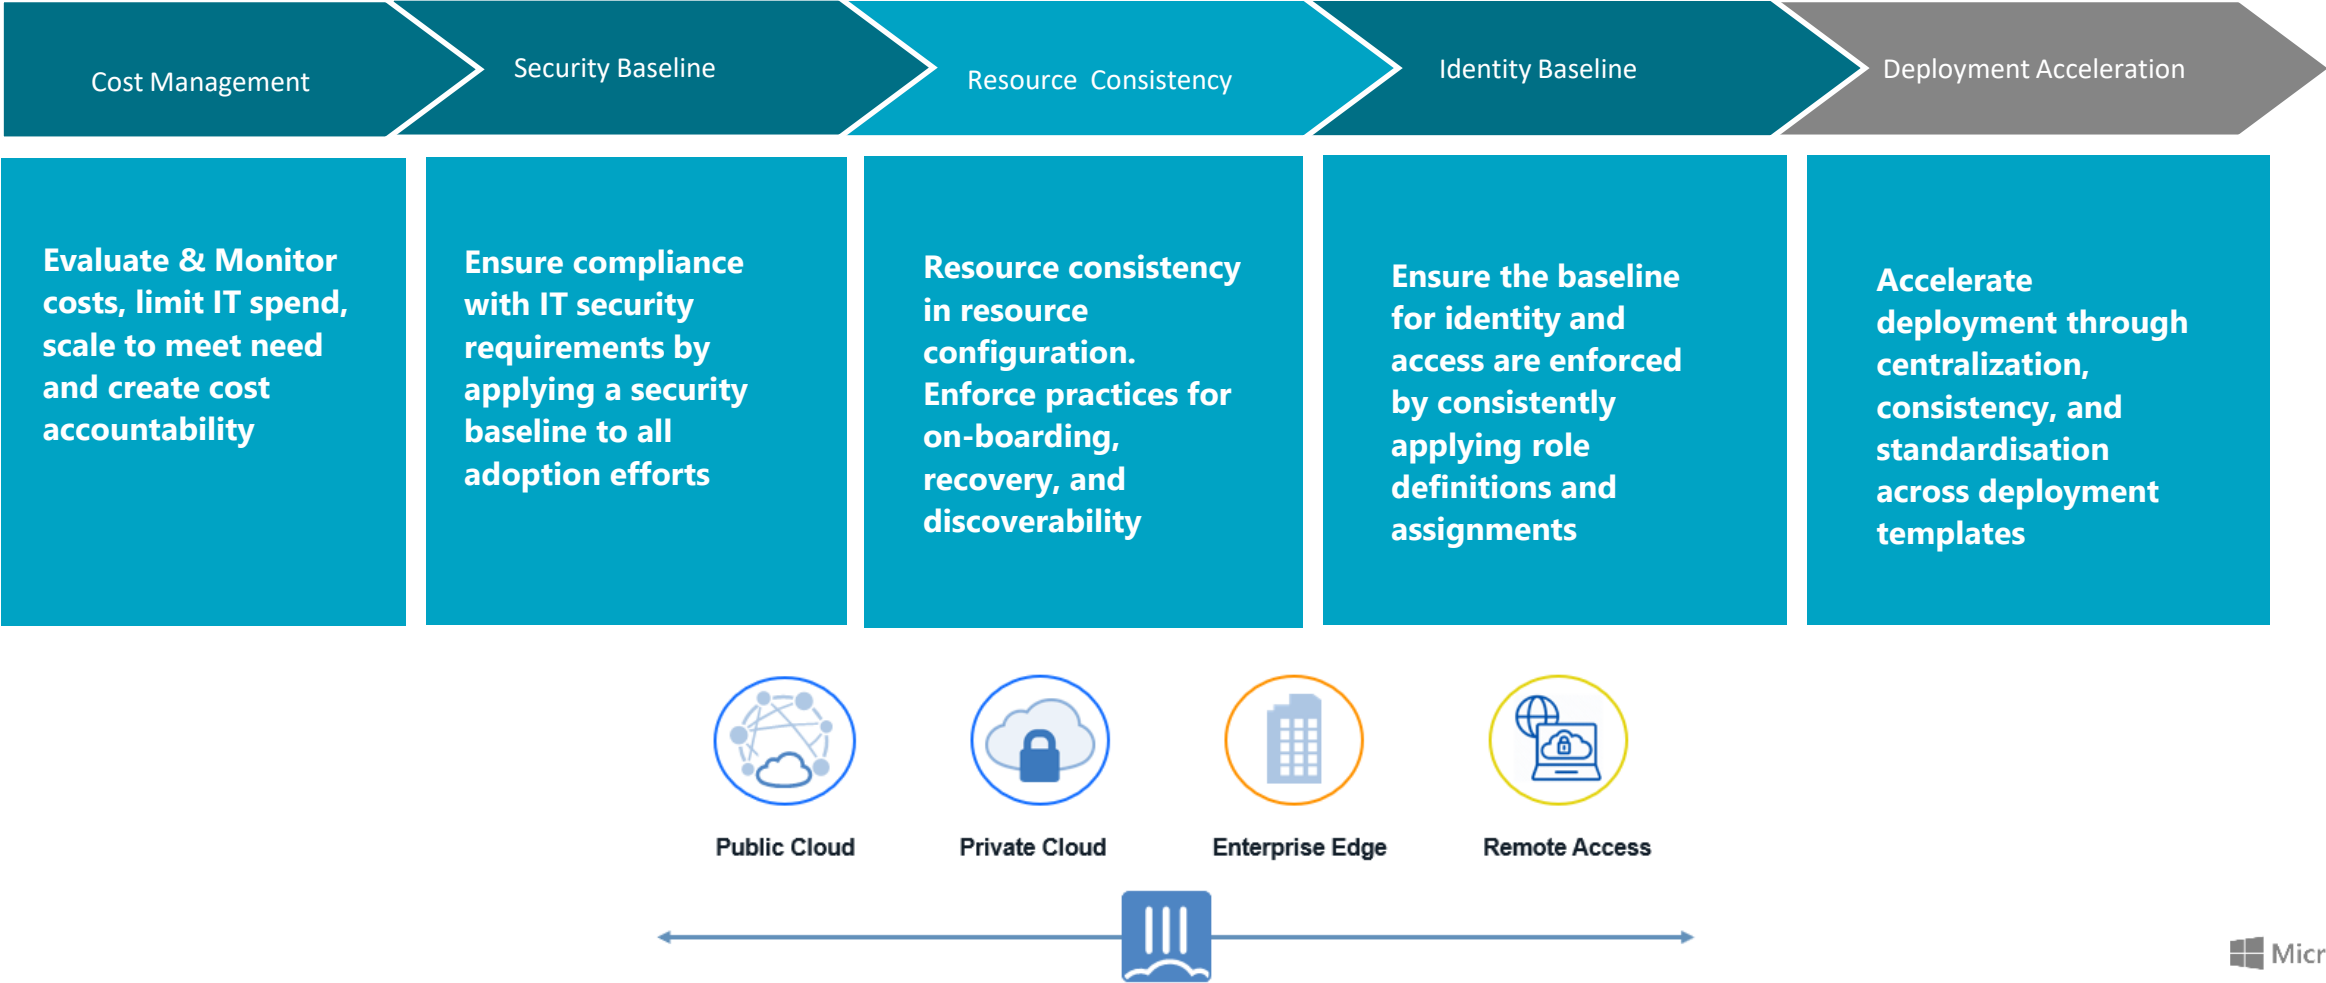 Cost Management
Security Baseline
Resource Consistency
Identity Baseline
Deployment Acceleration
Evaluate & Monitor
costs, limit IT spend,
scale to meet need
and create cost
accountability
Ensure compliance
with IT security
requirements by
applying a security
baseline to all
adoption efforts
Resource consistency
in resource
configuration.
Enforce practices for
on-boarding,
recovery, and
discoverability
Ensure the baseline
for identity and
access are enforced
by consistently
applying role
definitions and
assignments
Accelerate
deployment through
centralization,
consistency, and
standardisation
across deployment
templates
Public Cloud
Private Cloud
Enterprise Edge
Remote Access
Micr